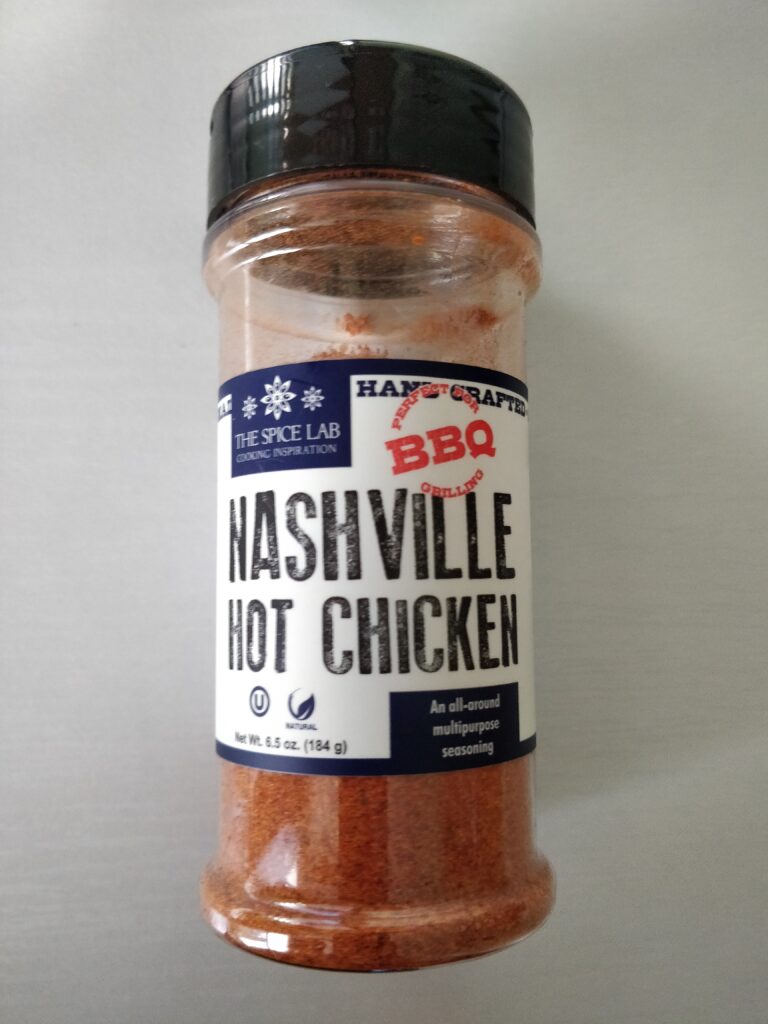 HAND CRAFTED
THE SPICE LAB
COOKING INSPIRATION
PERFECT FOR
BBQ
GRILLING
NASHVILLE
HOT CHICKEN
U
NATURAL
Net Wt. 6.5 oz. (184 g)
An all-around
multipurpose
seasoning